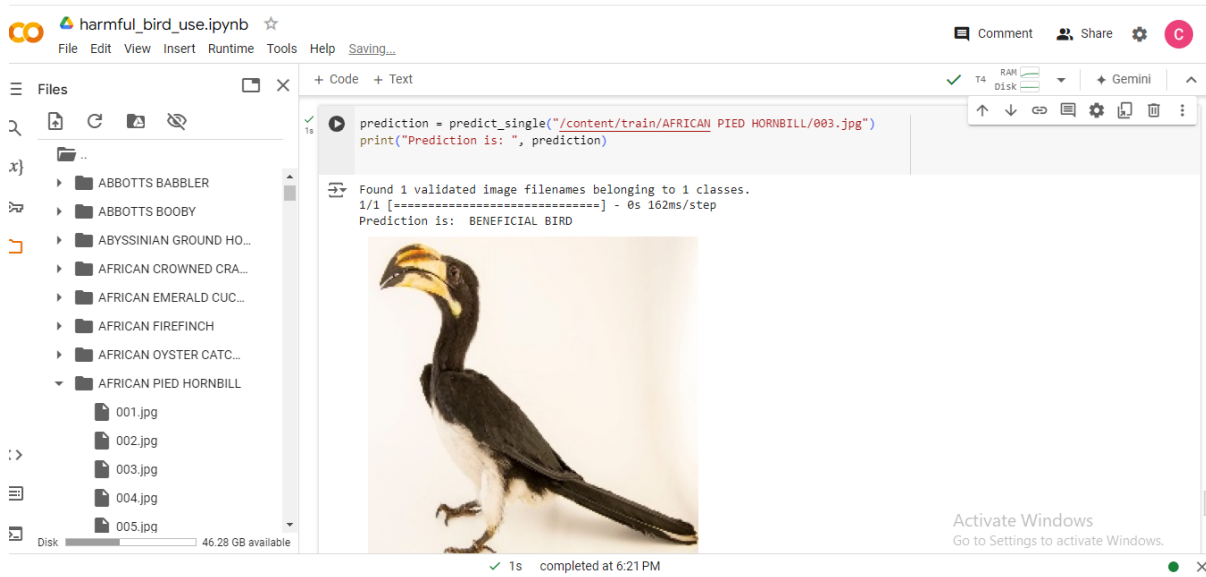 CO
harmful_bird_use.ipynb
File Edit View Insert Runtime Tools Help Saving...
Comment Share C
Files
+ Code + Text
T4 RAM Disk Gemini
..
ABBOTTS BABBLER
ABBOTTS BOOBY
ABYSSINIAN GROUND HO...
AFRICAN CROWNED CRA...
AFRICAN EMERALD CUC...
AFRICAN FIREFINCH
AFRICAN OYSTER CATC...
AFRICAN PIED HORNBILL
001.jpg
002.jpg
003.jpg
004.jpg
005.jpg
Disk 46.28 GB available
1s
prediction = predict_single("/content/train/AFRICAN PIED HORNBILL/003.jpg")
print("Prediction is: ", prediction)
Found 1 validated image filenames belonging to 1 classes.
1/1 [==============================] - 0s 162ms/step
Prediction is:  BENEFICIAL BIRD
Activate Windows
Go to Settings to activate Windows.
1s completed at 6:21 PM